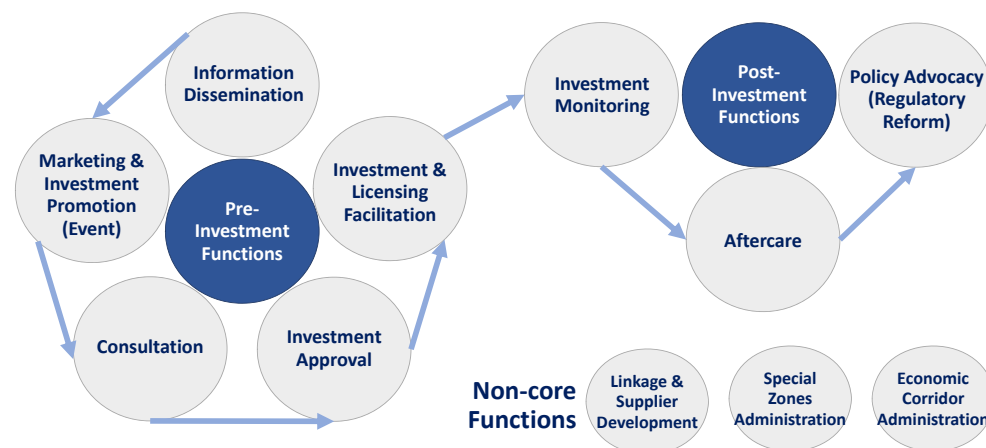 Information
Dissemination
Marketing &
Investment
Promotion
(Event)
Pre-
Investment
Functions
Investment &
Licensing
Facilitation
Consultation
Investment
Approval
Investment
Monitoring
Post-
Investment
Functions
Policy Advocacy
(Regulatory
Reform)
Aftercare
Non-core
Functions
Linkage &
Supplier
Development
Special
Zones
Administration
Economic
Corridor
Administration